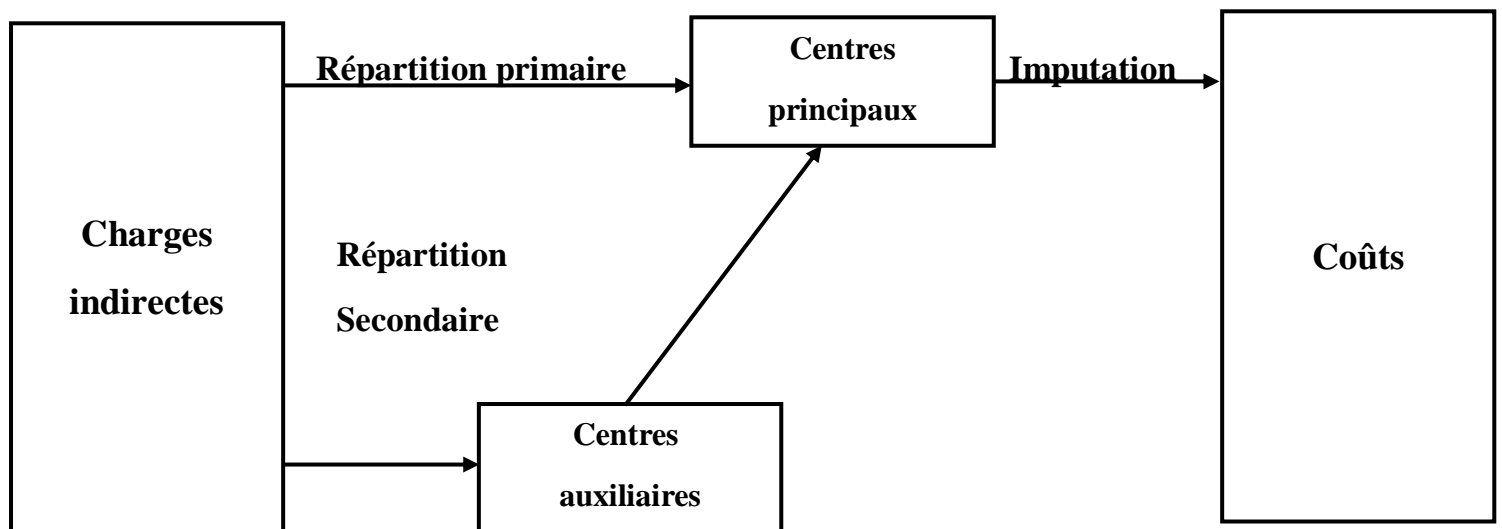 Charges
indirectes
Répartition primaire
Centres
principaux
Imputation
Répartition
Secondaire
Centres
auxiliaires
Coûts